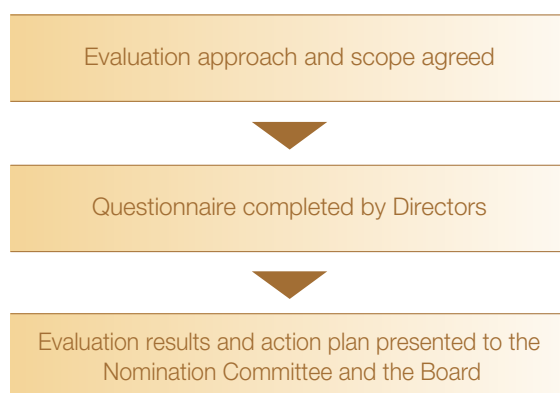 Evaluation approach and scope agreed
Questionnaire completed by Directors
Evaluation results and action plan presented to the
Nomination Committee and the Board